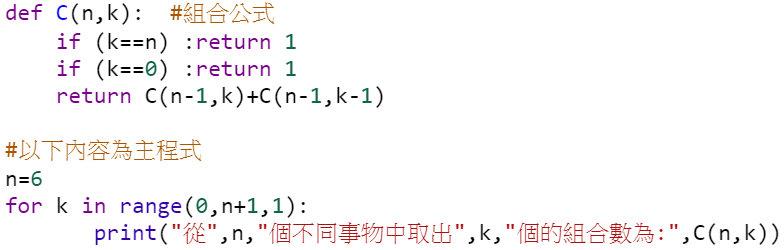 def C(n,k):  #組合公式
    if (k==n) :return 1
    if (k==0) :return 1
    return C(n-1,k)+C(n-1,k-1)

#以下內容為主程式
n=6
for k in range(0,n+1,1):
       print("從",n,"個不同事物中取出",k,"個的組合數為:",C(n,k))